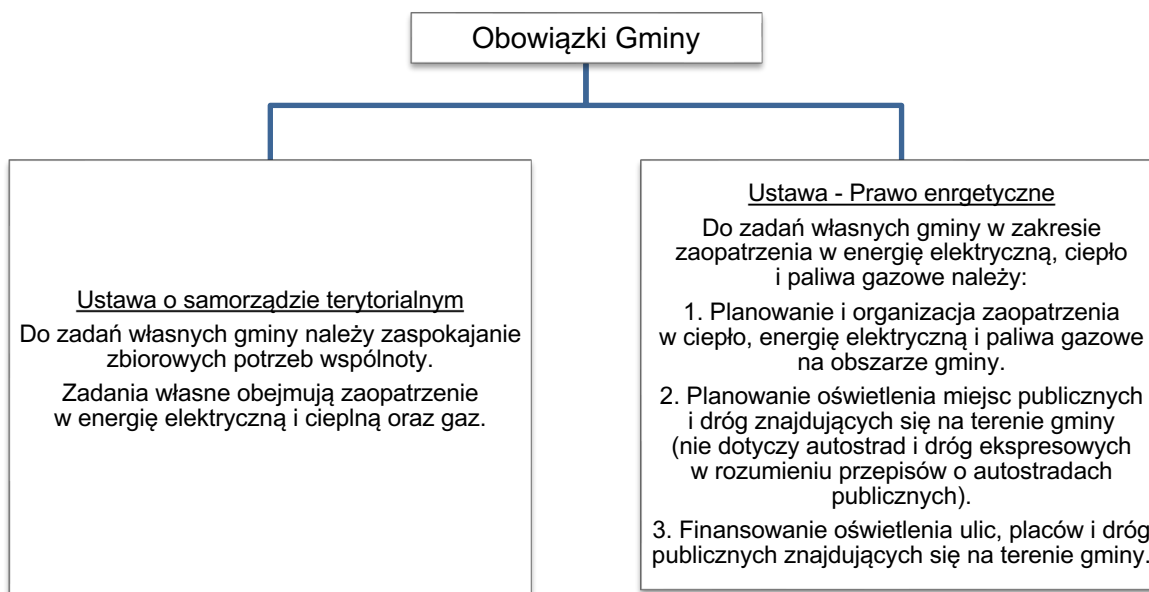 Obowiązki Gminy
Ustawa o samorządzie terytorialnym
Do zadań własnych gminy należy zaspokajanie
zbiorowych potrzeb wspólnoty.
Zadania własne obejmują zaopatrzenie
w energię elektryczną i cieplną oraz gaz.
Ustawa - Prawo enrgetyczne
Do zadań własnych gminy w zakresie
zaopatrzenia w energię elektryczną, ciepło
i paliwa gazowe należy:
1. Planowanie i organizacja zaopatrzenia
w ciepło, energię elektryczną i paliwa gazowe
na obszarze gminy.
2. Planowanie oświetlenia miejsc publicznych
i dróg znajdujących się na terenie gminy
(nie dotyczy autostrad i dróg ekspresowych
w rozumieniu przepisów o autostradach
publicznych).
3. Finansowanie oświetlenia ulic, placów i dróg
publicznych znajdujących się na terenie gminy.